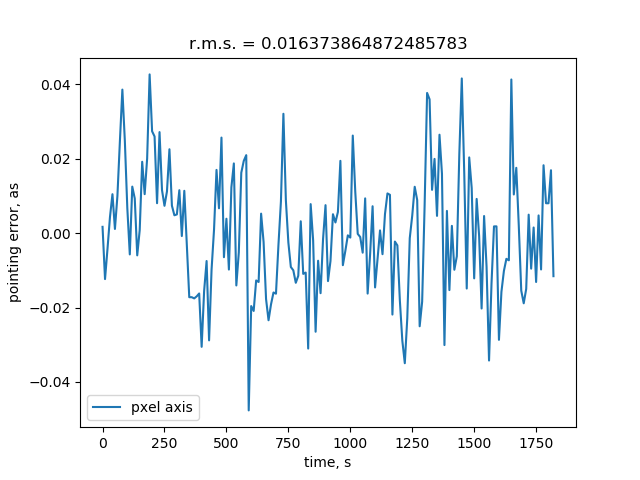 r.m.s. = 0.016373864872485783
0.04
0.02
0.00
−0.02
−0.04
pointing error, as
pxel axis
0 250 500 750 1000 1250 1500 1750
time, s